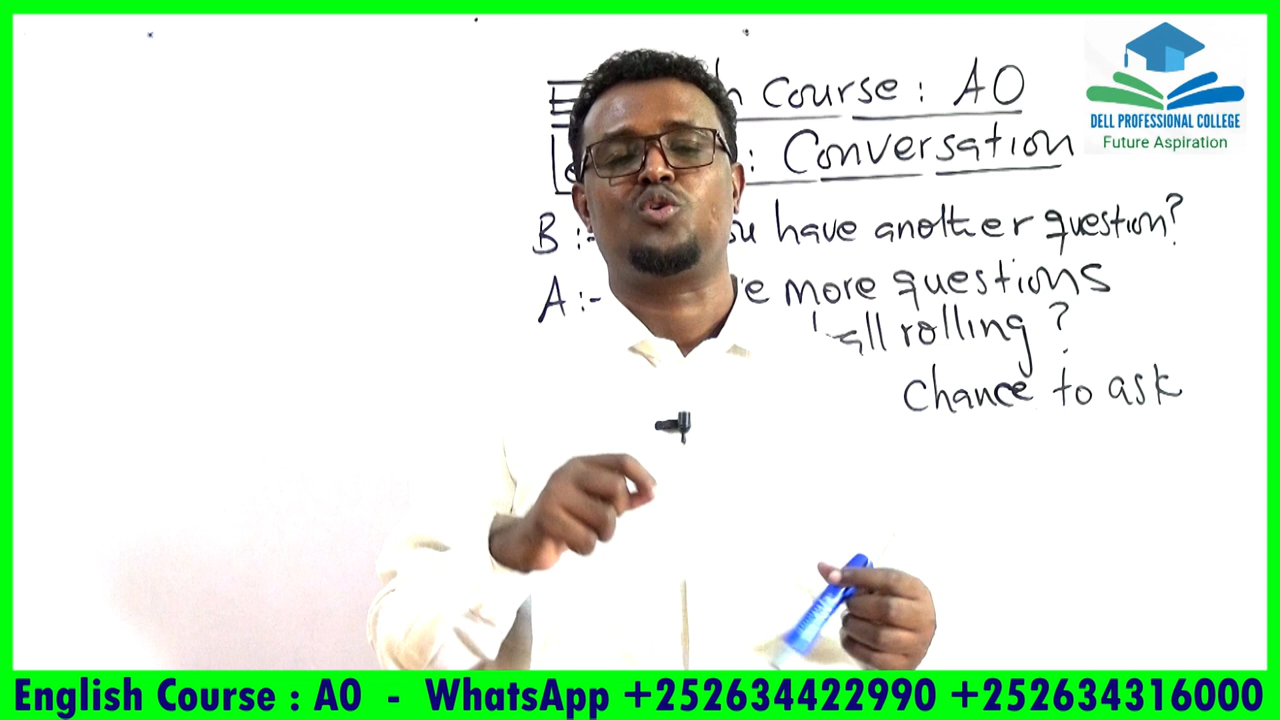 h Course : A0
: Conversation
B :- have another question?
A :- more questions
rolling ?
Chance to ask
DELL PROFESSIONAL COLLEGE
Future Aspiration
English Course : A0 - WhatsApp +252634422990 +252634316000